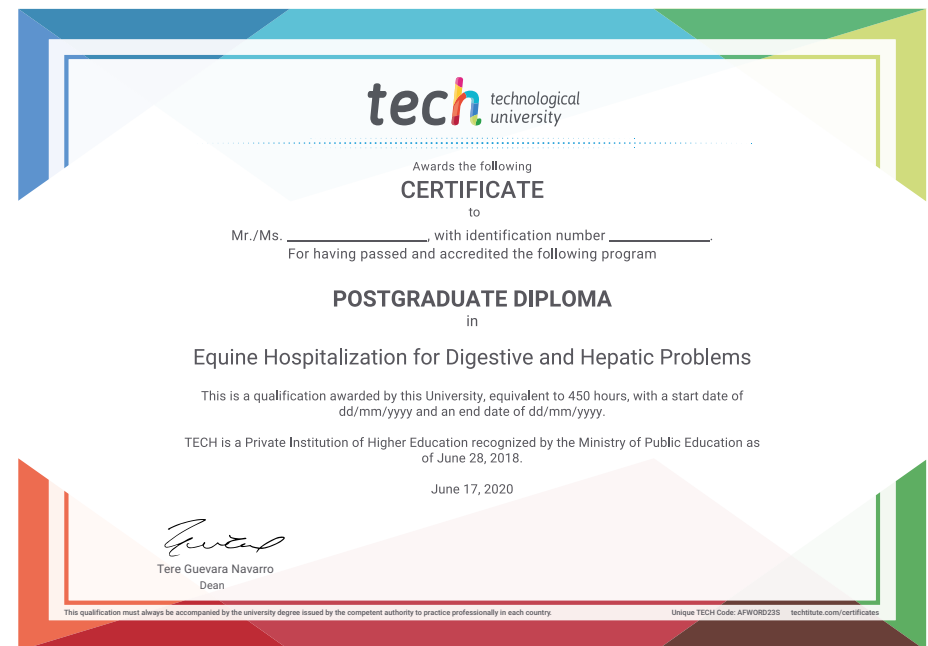 tech technological
university
Awards the following
CERTIFICATE
to
Mr./Ms. ____________, with identification number ____________.
For having passed and accredited the following program
POSTGRADUATE DIPLOMA
in
Equine Hospitalization for Digestive and Hepatic Problems
This is a qualification awarded by this University, equivalent to 450 hours, with a start date of
dd/mm/yyyy and an end date of dd/mm/yyyy.
TECH is a Private Institution of Higher Education recognized by the Ministry of Public Education as
of June 28, 2018.
June 17, 2020
Tere Guevara Navarro
Dean
This qualification must always be accompanied by the university degree issued by the competent authority to practice professionally in each country.
Unique TECH Code: AFWORD23S techtitute.com/certificates